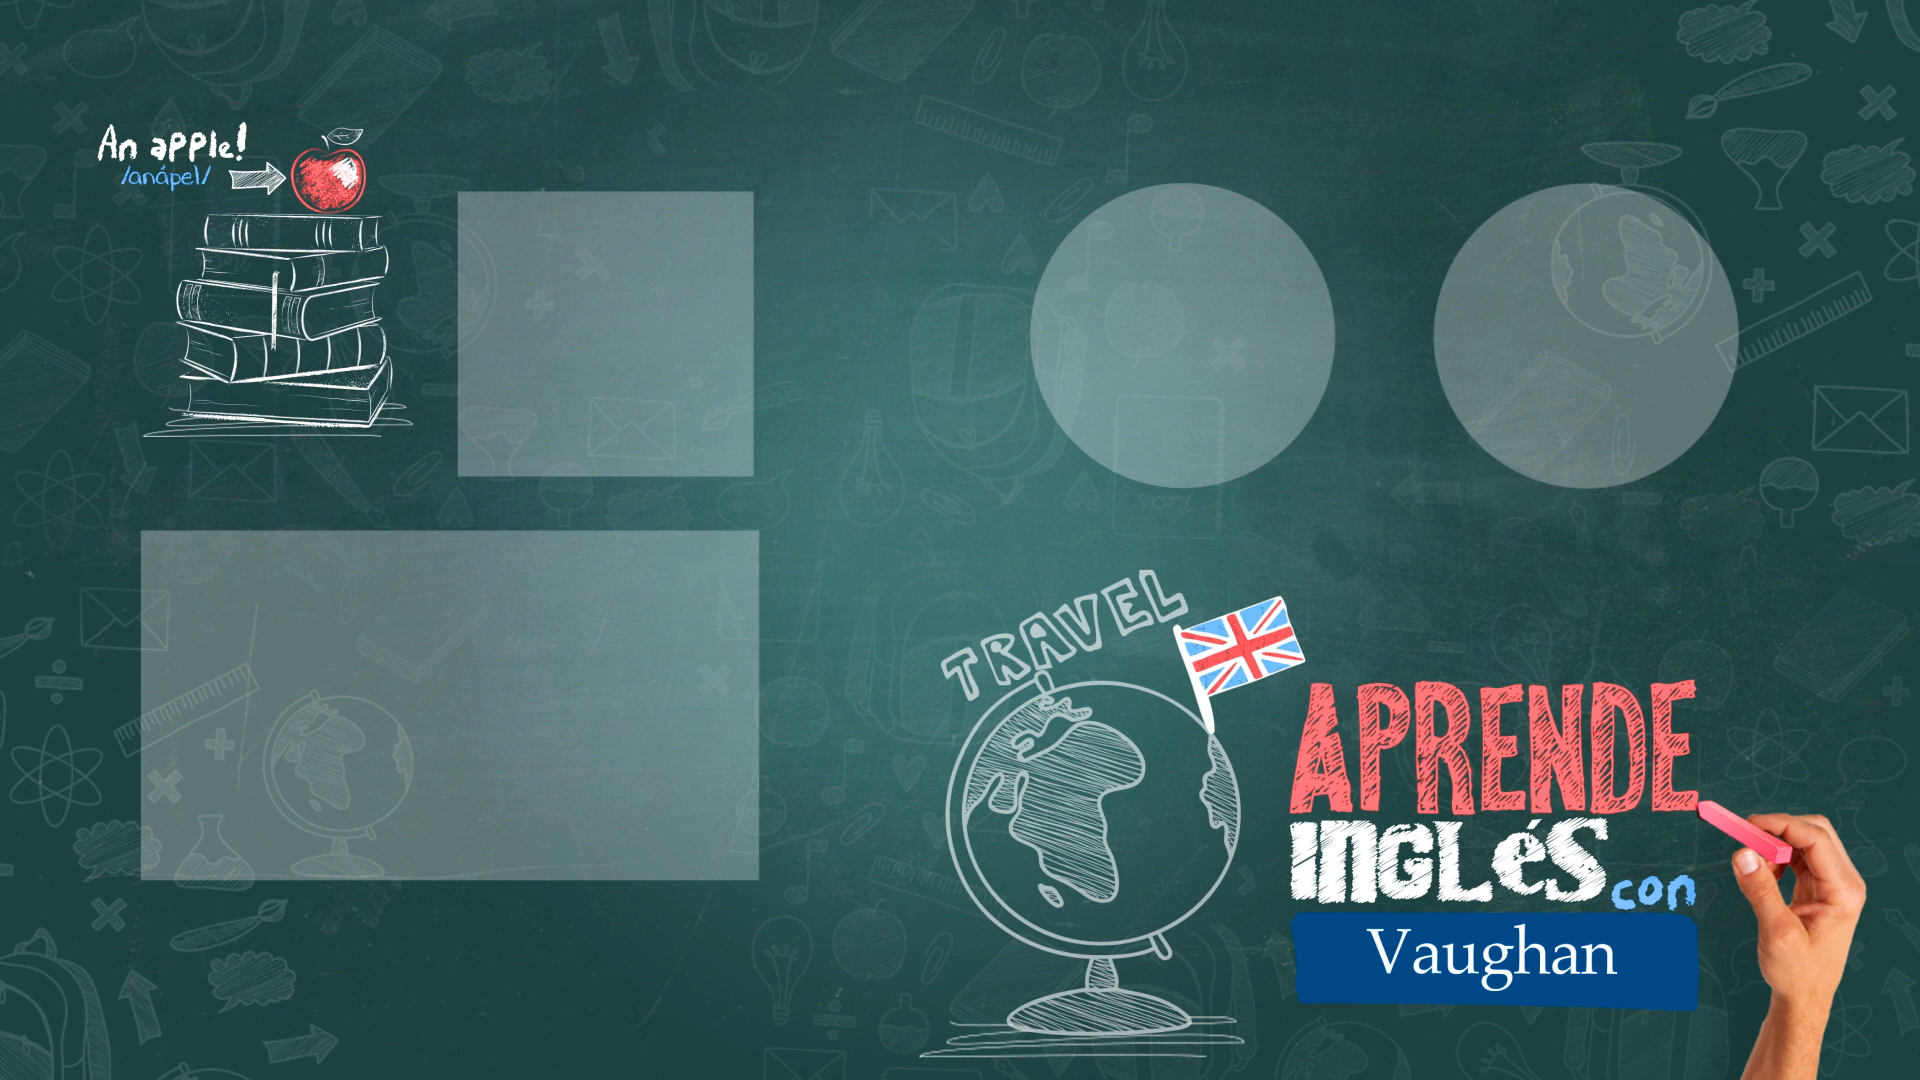 An apple!
/anápel/
TRAVEL
APRENDE
INGLéS con
Vaughan